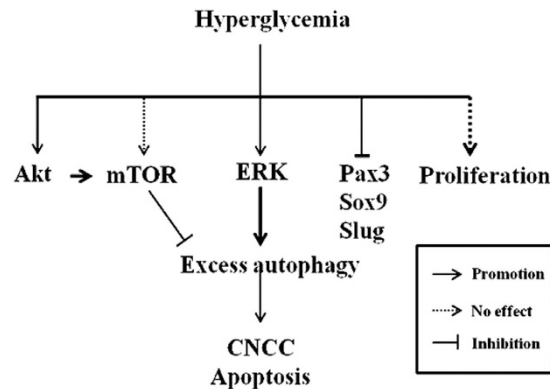 Hyperglycemia
Akt mTOR ERK Pax3 Proliferation
Sox9
Slug
Excess autophagy
CNCC
Apoptosis
Promotion
No effect
Inhibition